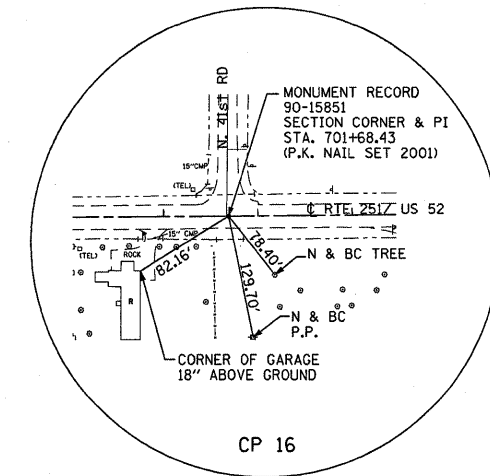 N. 41ST RD
MONUMENT RECORD
90-15851
SECTION CORNER & PI
STA. 701+68.43
(P.K. NAIL SET 2001)
15"CMP
(TEL)
℄ RTE. 251/ US 52
15" CMP
(TEL)
ROCK
R
82.16'
78.40'
129.70'
N & BC TREE
N & BC
P.P.
CORNER OF GARAGE
18" ABOVE GROUND
CP 16